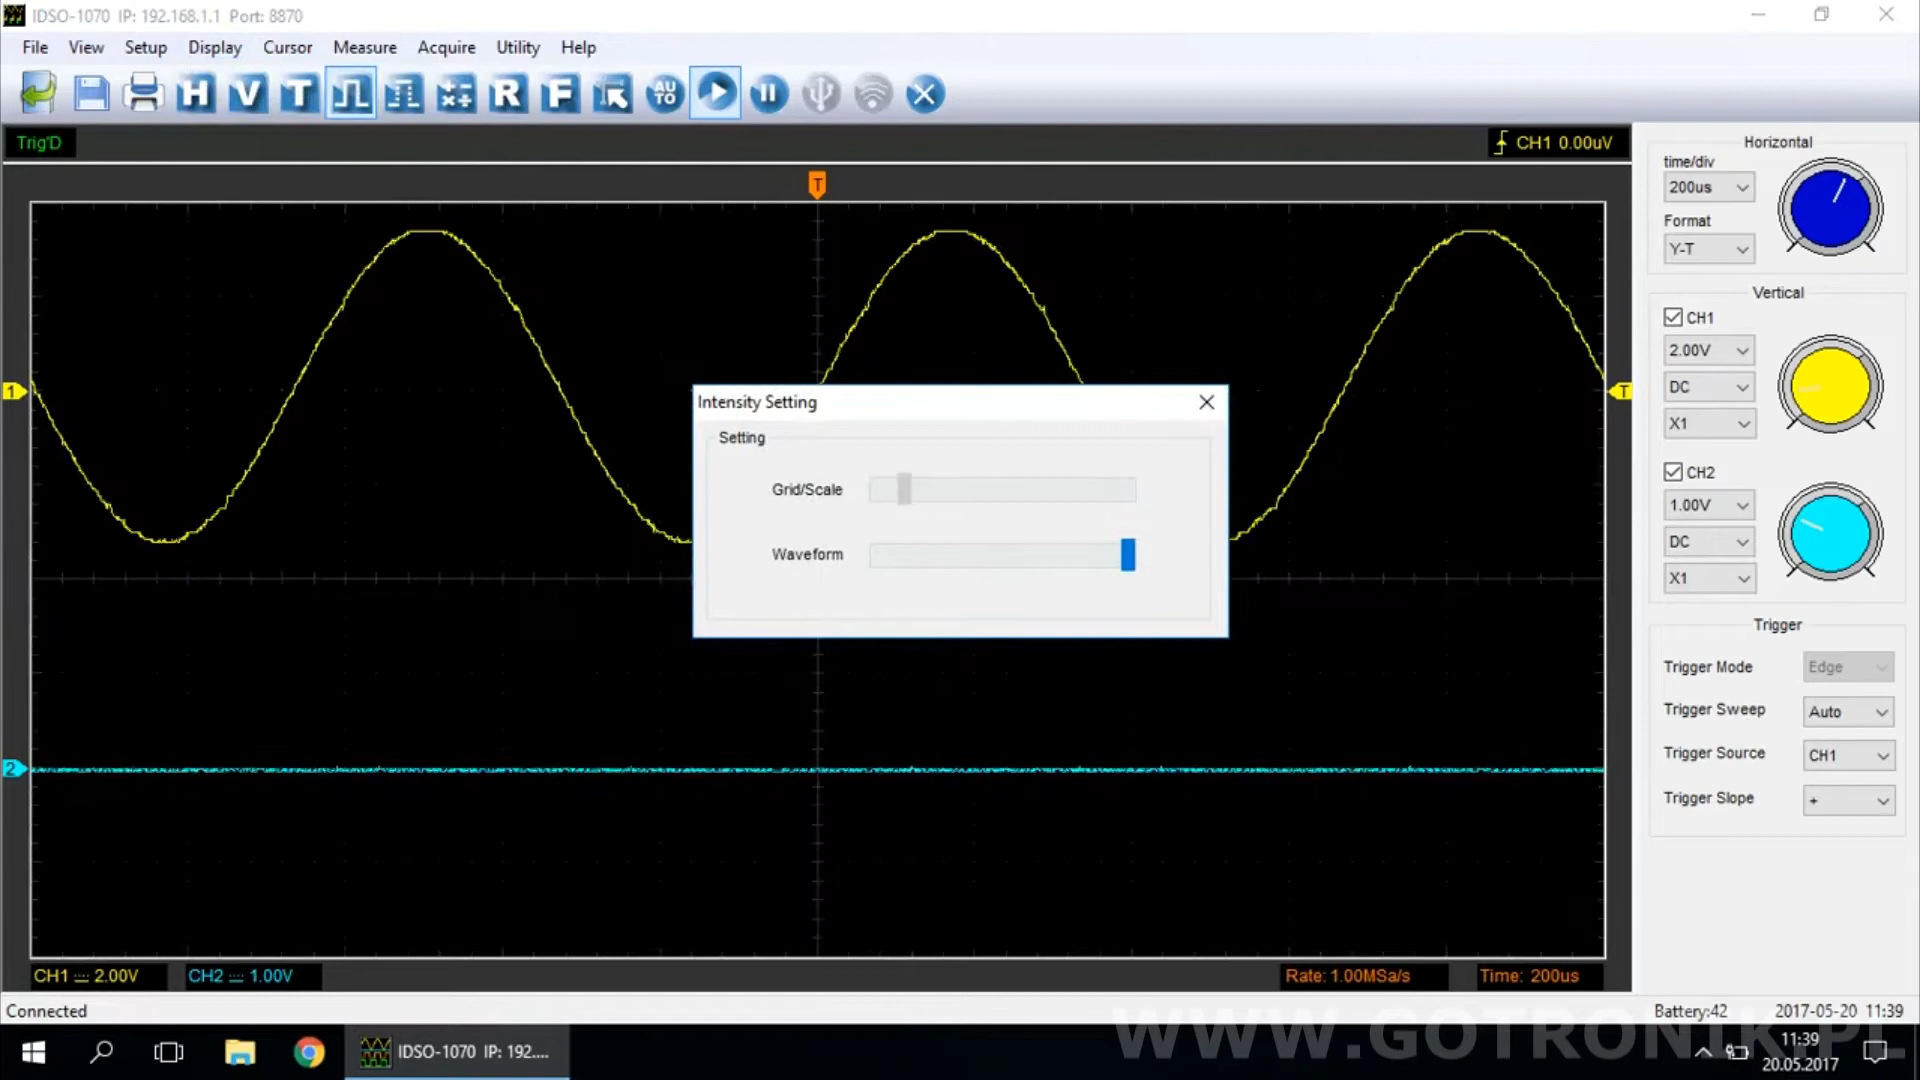 IDSO-1070 IP: 192.168.1.1 Port: 8870
File View Setup Display Cursor Measure Acquire Utility Help
H V T R F AUTO
Trig'D
CH1 0.00uV
T
1
T
2
Intensity Setting
Setting
Grid/Scale
Waveform
Horizontal
time/div
200us
Format
Y-T
Vertical
CH1
2.00V
DC
X1
CH2
1.00V
DC
X1
Trigger
Trigger Mode Edge
Trigger Sweep Auto
Trigger Source CH1
Trigger Slope +
CH1 2.00V CH2 1.00V Rate: 1.00MSa/s Time: 200us
Connected Battery:42 2017-05-20 11:39
WWW.GOTRONIK.PL
IDSO-1070 IP: 192....
11:39
20.05.2017